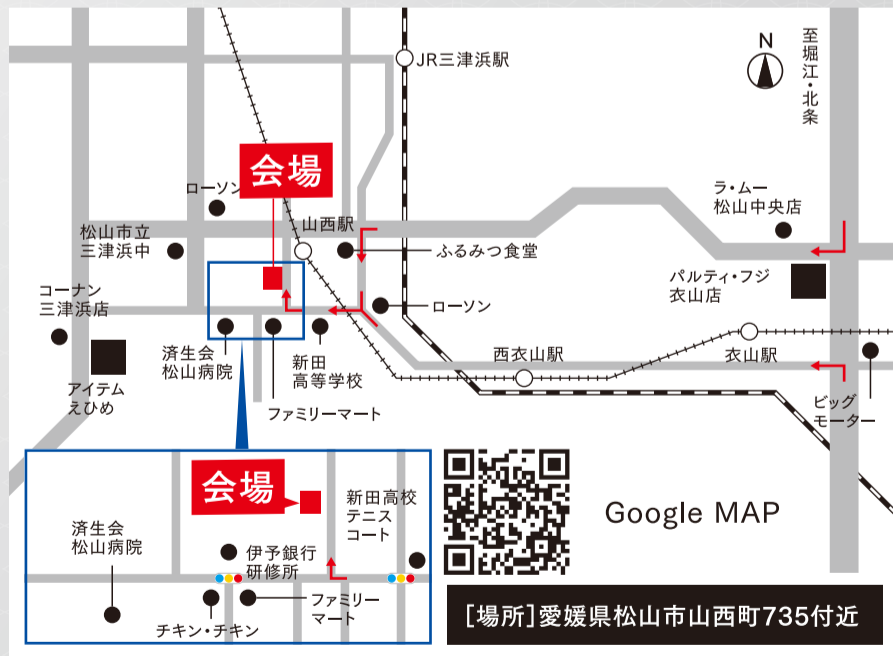 JR三津浜駅
N
至堀江・北条
会場
ローソン
山西駅
ラ・ムー
松山中央店
松山市立
三津浜中
ふるみつ食堂
パルティ・フジ
衣山店
コーナン
三津浜店
ローソン
済生会
松山病院
新田
高等学校
西衣山駅
衣山駅
アイテム
えひめ
ファミリーマート
ビッグ
モーター
会場
新田高校
テニス
コート
済生会
松山病院
伊予銀行
研修所
ファミリー
マート
チキン・チキン
Google MAP
[場所]愛媛県松山市山西町735付近